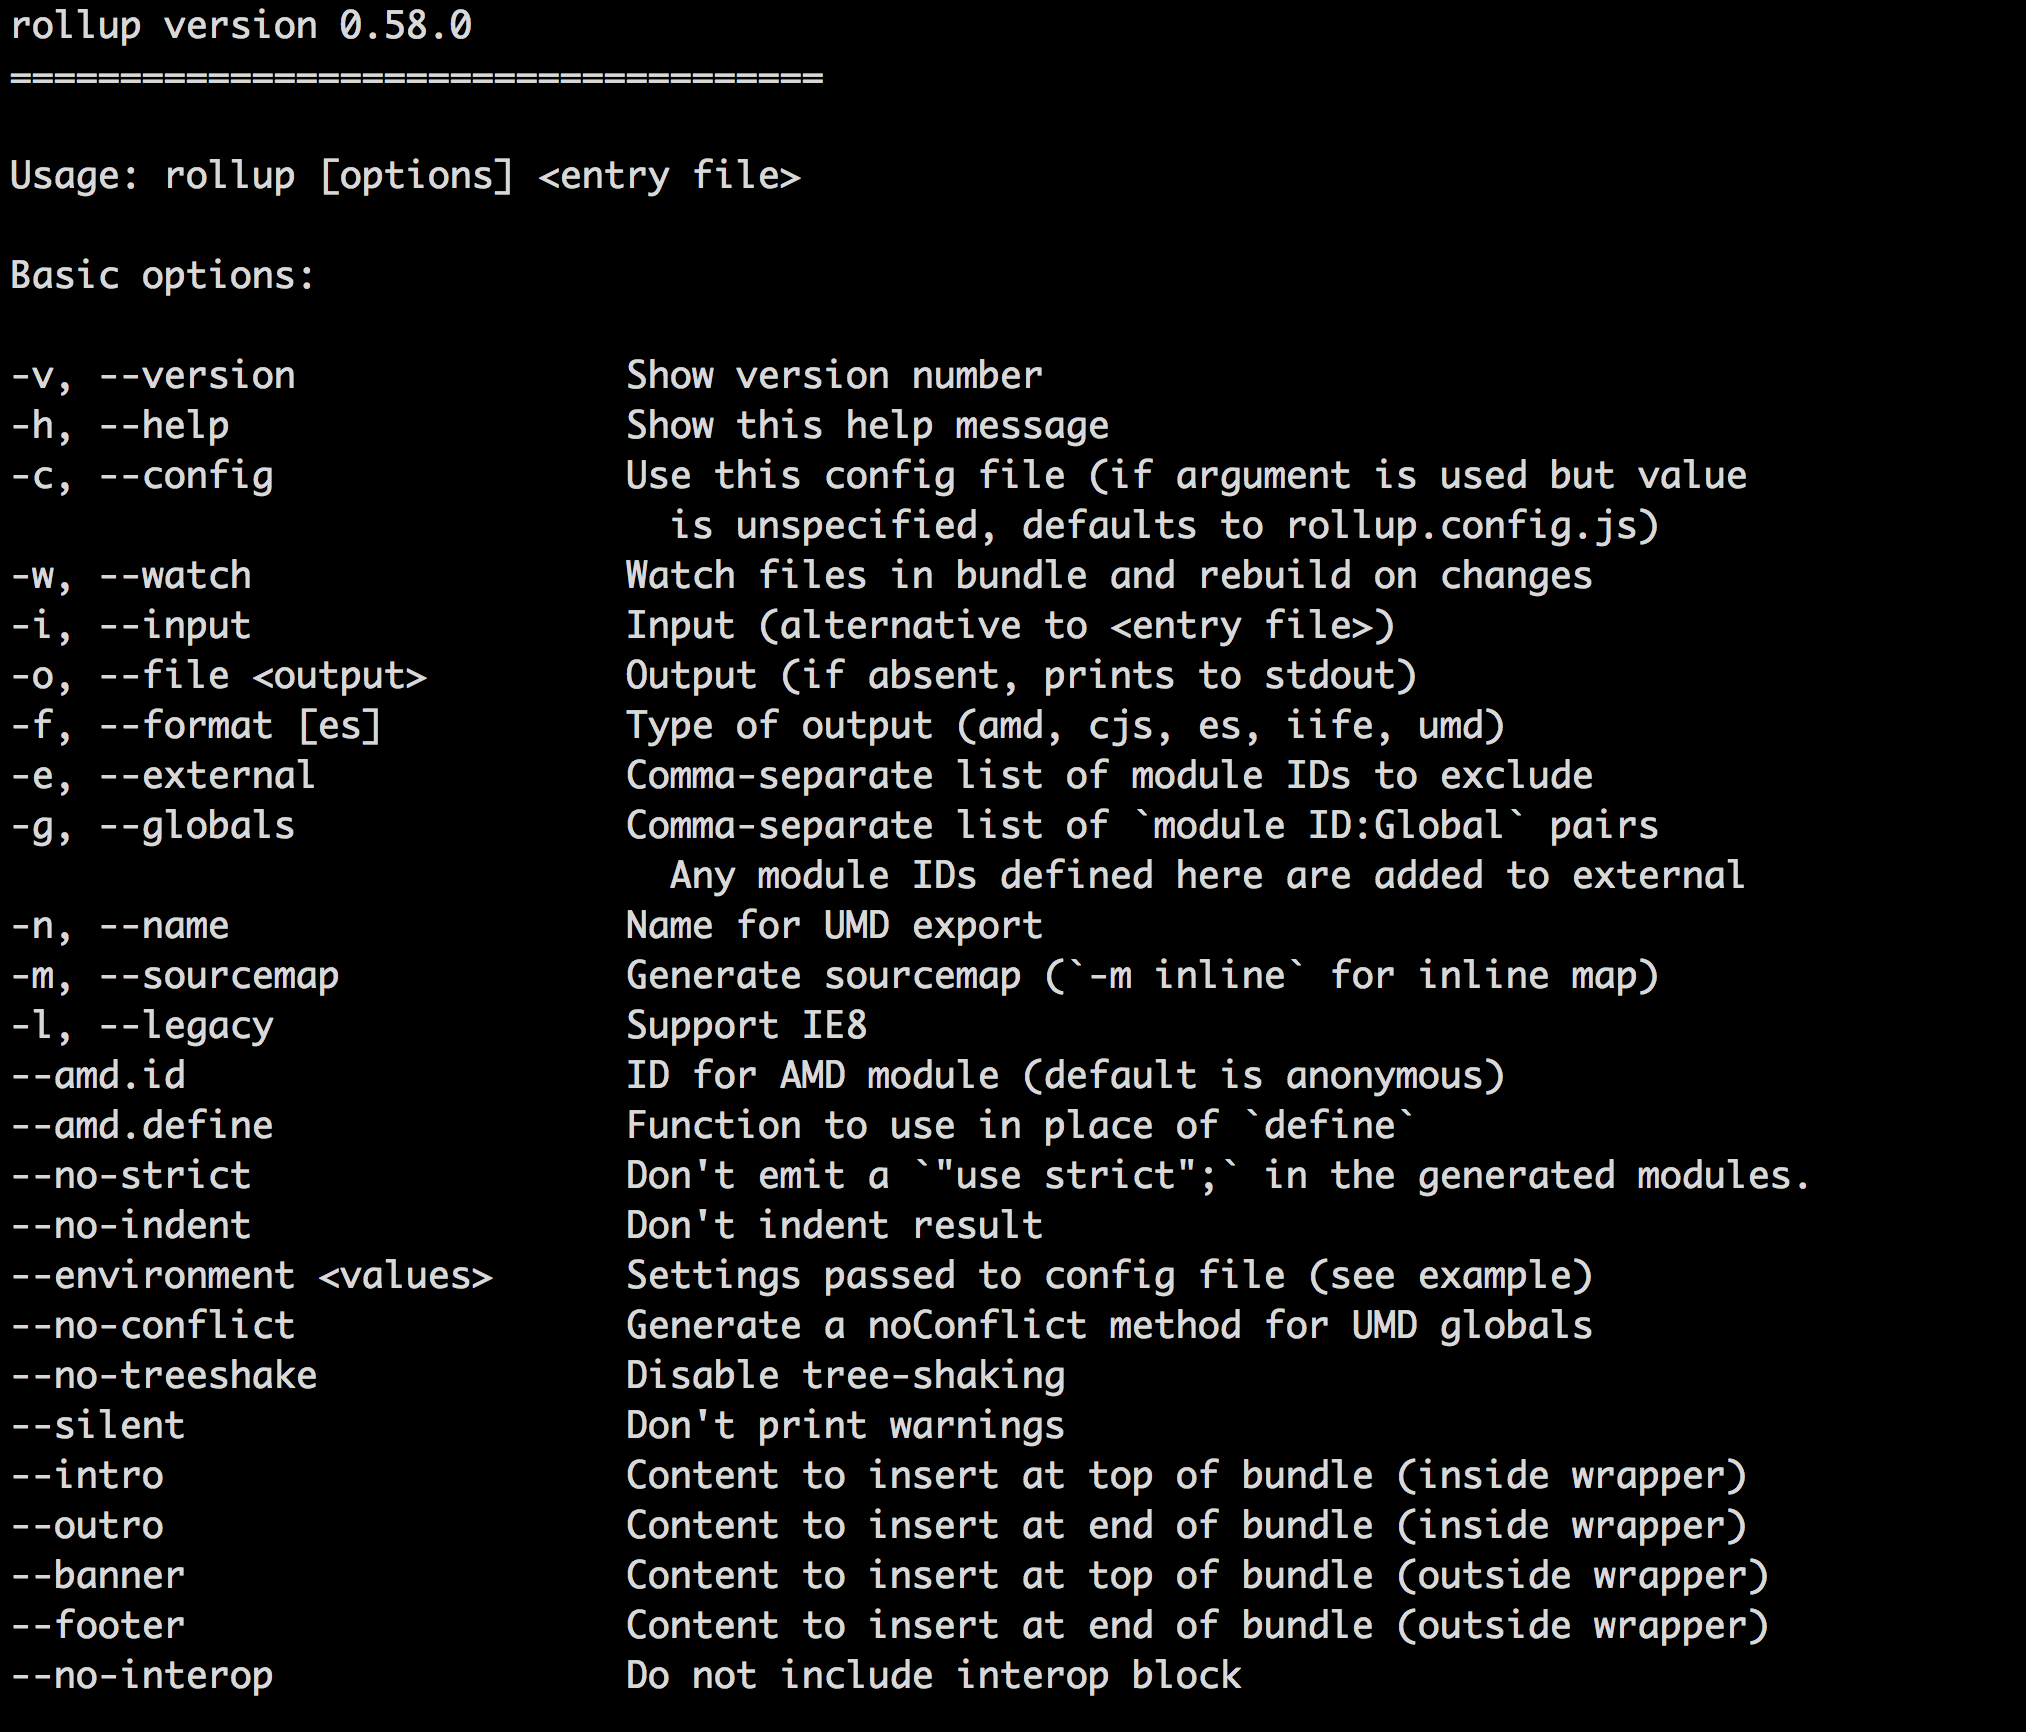 rollup version 0.58.0
=====================================
Usage: rollup [options] <entry file>
Basic options:
-v, --version               Show version number
-h, --help                  Show this help message
-c, --config                Use this config file (if argument is used but value
                              is unspecified, defaults to rollup.config.js)
-w, --watch                 Watch files in bundle and rebuild on changes
-i, --input                 Input (alternative to <entry file>)
-o, --file <output>         Output (if absent, prints to stdout)
-f, --format [es]           Type of output (amd, cjs, es, iife, umd)
-e, --external              Comma-separate list of module IDs to exclude
-g, --globals               Comma-separate list of `module ID:Global` pairs
                              Any module IDs defined here are added to external
-n, --name                  Name for UMD export
-m, --sourcemap             Generate sourcemap (`-m inline` for inline map)
-l, --legacy                Support IE8
--amd.id                    ID for AMD module (default is anonymous)
--amd.define                Function to use in place of `define`
--no-strict                 Don't emit a `"use strict";` in the generated modules.
--no-indent                 Don't indent result
--environment <values>      Settings passed to config file (see example)
--no-conflict               Generate a noConflict method for UMD globals
--no-treeshake              Disable tree-shaking
--silent                    Don't print warnings
--intro                     Content to insert at top of bundle (inside wrapper)
--outro                     Content to insert at end of bundle (inside wrapper)
--banner                    Content to insert at top of bundle (outside wrapper)
--footer                    Content to insert at end of bundle (outside wrapper)
--no-interop                Do not include interop block